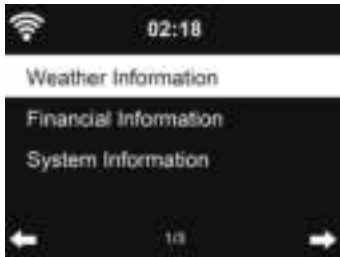 02:18
Weather Information
Financial Information
System Information
1/3